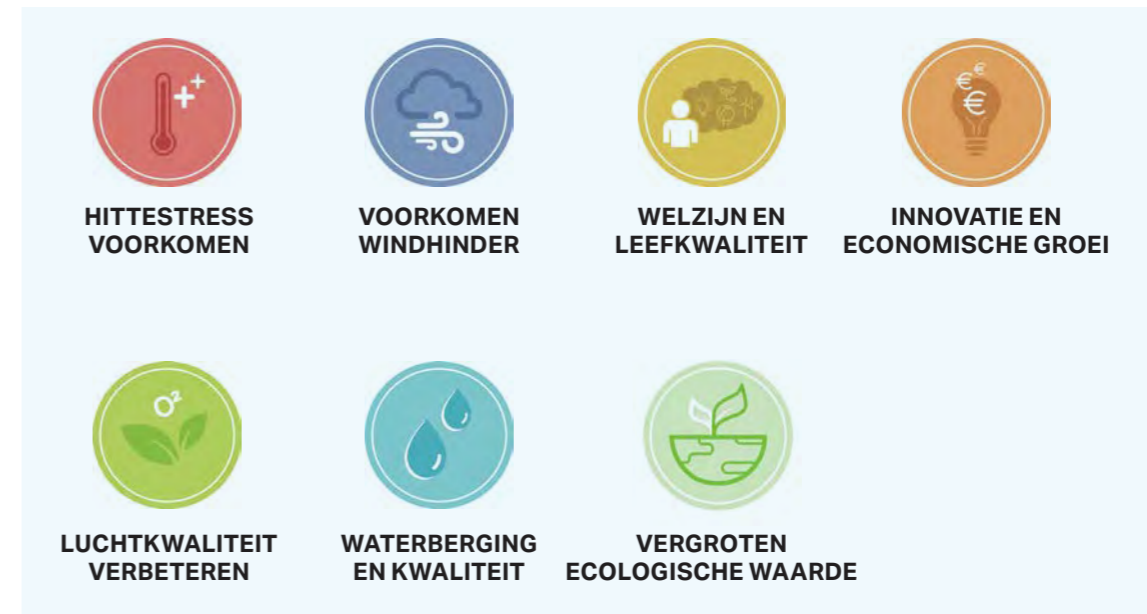 HITTESTRESS
VOORKOMEN
VOORKOMEN
WINDHINDER
WELZIJN EN
LEEFKWALITEIT
€ €
€
INNOVATIE EN
ECONOMISCHE GROEI
O²
LUCHTKWALITEIT
VERBETEREN
WATERBERGING
EN KWALITEIT
VERGROTEN
ECOLOGISCHE WAARDE